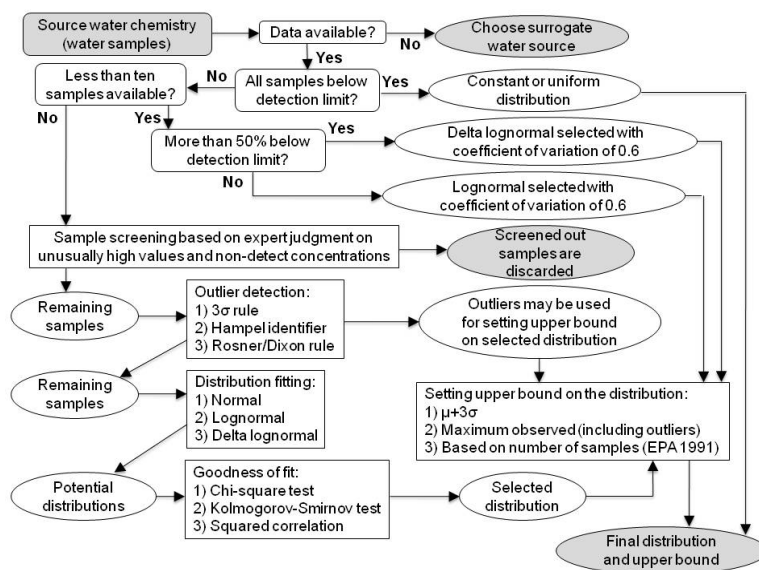 Source water chemistry
(water samples)
Data available?
No
Choose surrogate
water source
Yes
Less than ten
samples available?
No
All samples below
detection limit?
Yes
Constant or uniform
distribution
No
Yes
More than 50% below
detection limit?
Yes
Delta lognormal selected with
coefficient of variation of 0.6
No
Lognormal selected with
coefficient of variation of 0.6
Sample screening based on expert judgment on
unusually high values and non-detect concentrations
Screened out
samples are
discarded
Remaining
samples
Outlier detection:
1) 3σ rule
2) Hampel identifier
3) Rosner/Dixon rule
Outliers may be used
for setting upper bound
on selected distribution
Remaining
samples
Distribution fitting:
1) Normal
2) Lognormal
3) Delta lognormal
Setting upper bound on the distribution:
1) μ+3σ
2) Maximum observed (including outliers)
3) Based on number of samples (EPA 1991)
Potential
distributions
Goodness of fit:
1) Chi-square test
2) Kolmogorov-Smirnov test
3) Squared correlation
Selected
distribution
Final distribution
and upper bound